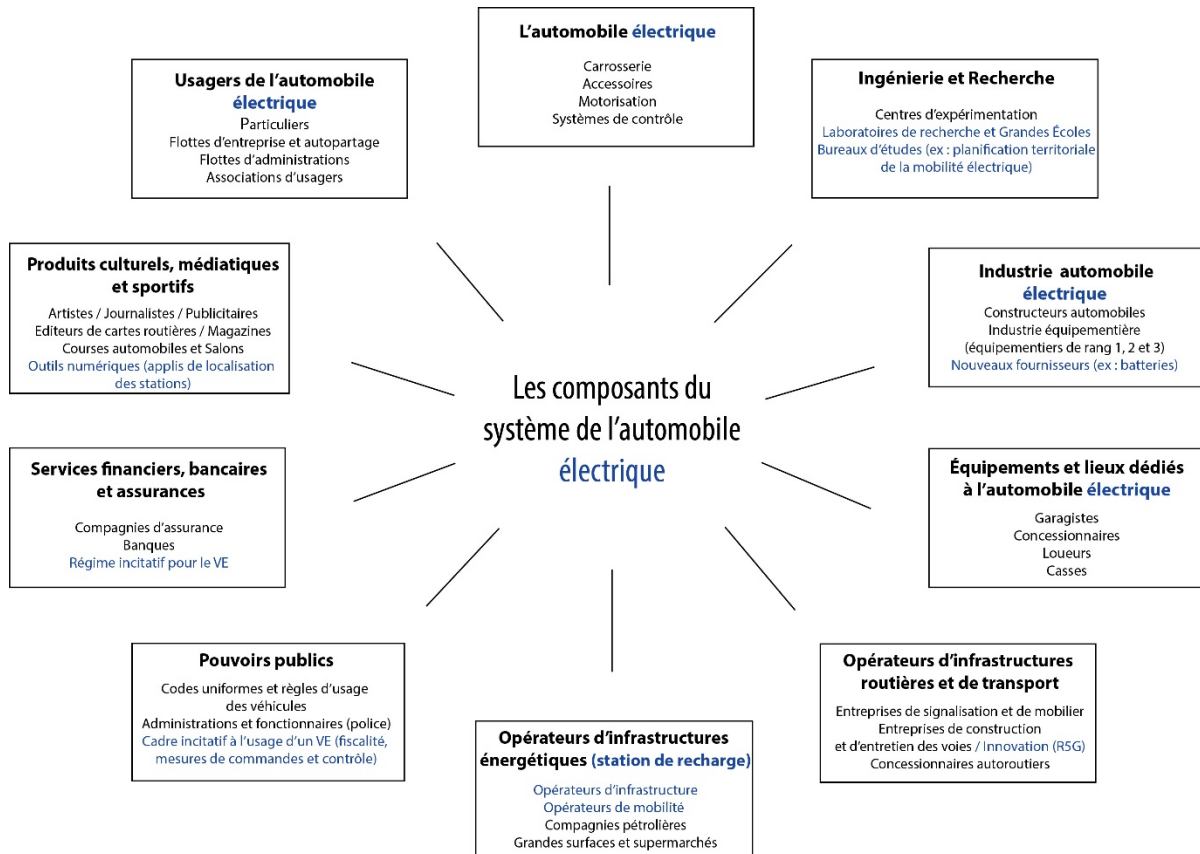 L'automobile électrique
Carrosserie
Accessoires
Motorisation
Systèmes de contrôle
Usagers de l'automobile
électrique
Particuliers
Flottes d'entreprise et autopartage
Flottes d'administrations
Associations d'usagers
Ingénierie et Recherche
Centres d'expérimentation
Laboratoires de recherche et Grandes Écoles
Bureaux d'études (ex : planification territoriale
de la mobilité électrique)
Produits culturels, médiatiques
et sportifs
Artistes / Journalistes / Publicitaires
Editeurs de cartes routières / Magazines
Courses automobiles et Salons
Outils numériques (applis de localisation
des stations)
Industrie automobile
électrique
Constructeurs automobiles
Industrie équipementière
(équipementiers de rang 1, 2 et 3)
Nouveaux fournisseurs (ex : batteries)
Les composants du
système de l'automobile
électrique
Services financiers, bancaires
et assurances
Compagnies d'assurance
Banques
Régime incitatif pour le VE
Équipements et lieux dédiés
à l'automobile électrique
Garagistes
Concessionnaires
Loueurs
Casses
Pouvoirs publics
Codes uniformes et règles d'usage
des véhicules
Administrations et fonctionnaires (police)
Cadre incitatif à l'usage d'un VE (fiscalité,
mesures de commandes et contrôle)
Opérateurs d'infrastructures
énergétiques (station de recharge)
Opérateurs d'infrastructure
Opérateurs de mobilité
Compagnies pétrolières
Grandes surfaces et supermarchés
Opérateurs d'infrastructures
routières et de transport
Entreprises de signalisation et de mobilier
Entreprises de construction
et d'entretien des voies / Innovation (R5G)
Concessionnaires autoroutiers